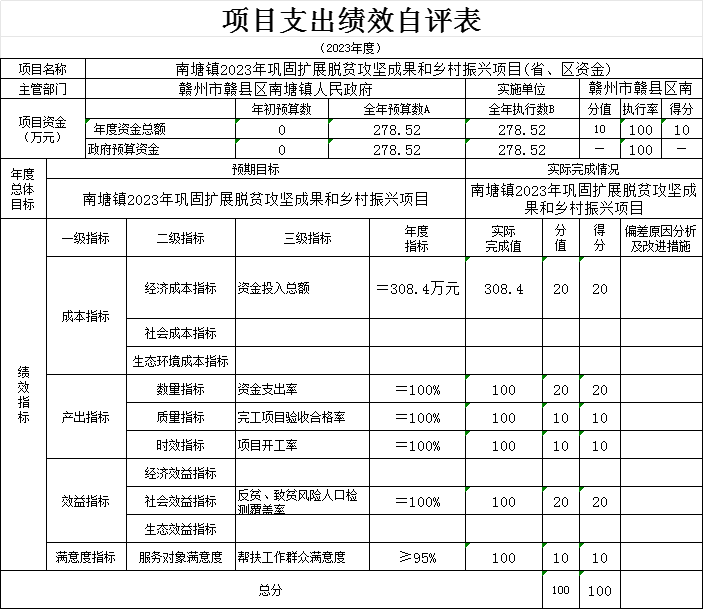 项目支出绩效自评表
（2023年度）
项目名称 南塘镇2023年巩固扩展脱贫攻坚成果和乡村振兴项目(省、区资金)
主管部门 赣州市赣县区南塘镇人民政府 实施单位 赣州市赣县区南
项目资金
（万元）
年初预算数 全年预算数A 全年执行数B 分值 执行率 得分
年度资金总额 0 278.52 278.52 10 100 10
政府预算资金 0 278.52 278.52 － 100 －
年度
总体
目标
预期目标 实际完成情况
南塘镇2023年巩固扩展脱贫攻坚成果和乡村振兴项目
南塘镇2023年巩固扩展脱贫攻坚成
果和乡村振兴项目
绩
效
指
标
一级指标 二级指标 三级指标
年度
指标
实际
完成值
分
值
得
分
偏差原因分析
及改进措施
成本指标
经济成本指标 资金投入总额 ＝308.4万元 308.4 20 20
社会成本指标
生态环境成本指标
产出指标
数量指标 资金支出率 ＝100% 100 20 20
质量指标 完工项目验收合格率 ＝100% 100 10 10
时效指标 项目开工率 ＝100% 100 10 10
效益指标
经济效益指标
社会效益指标
反贫、致贫风险人口检
测覆盖率
＝100% 100 20 20
生态效益指标
满意度指标 服务对象满意度 帮扶工作群众满意度 ≥95% 100 10 10
总分 100 100